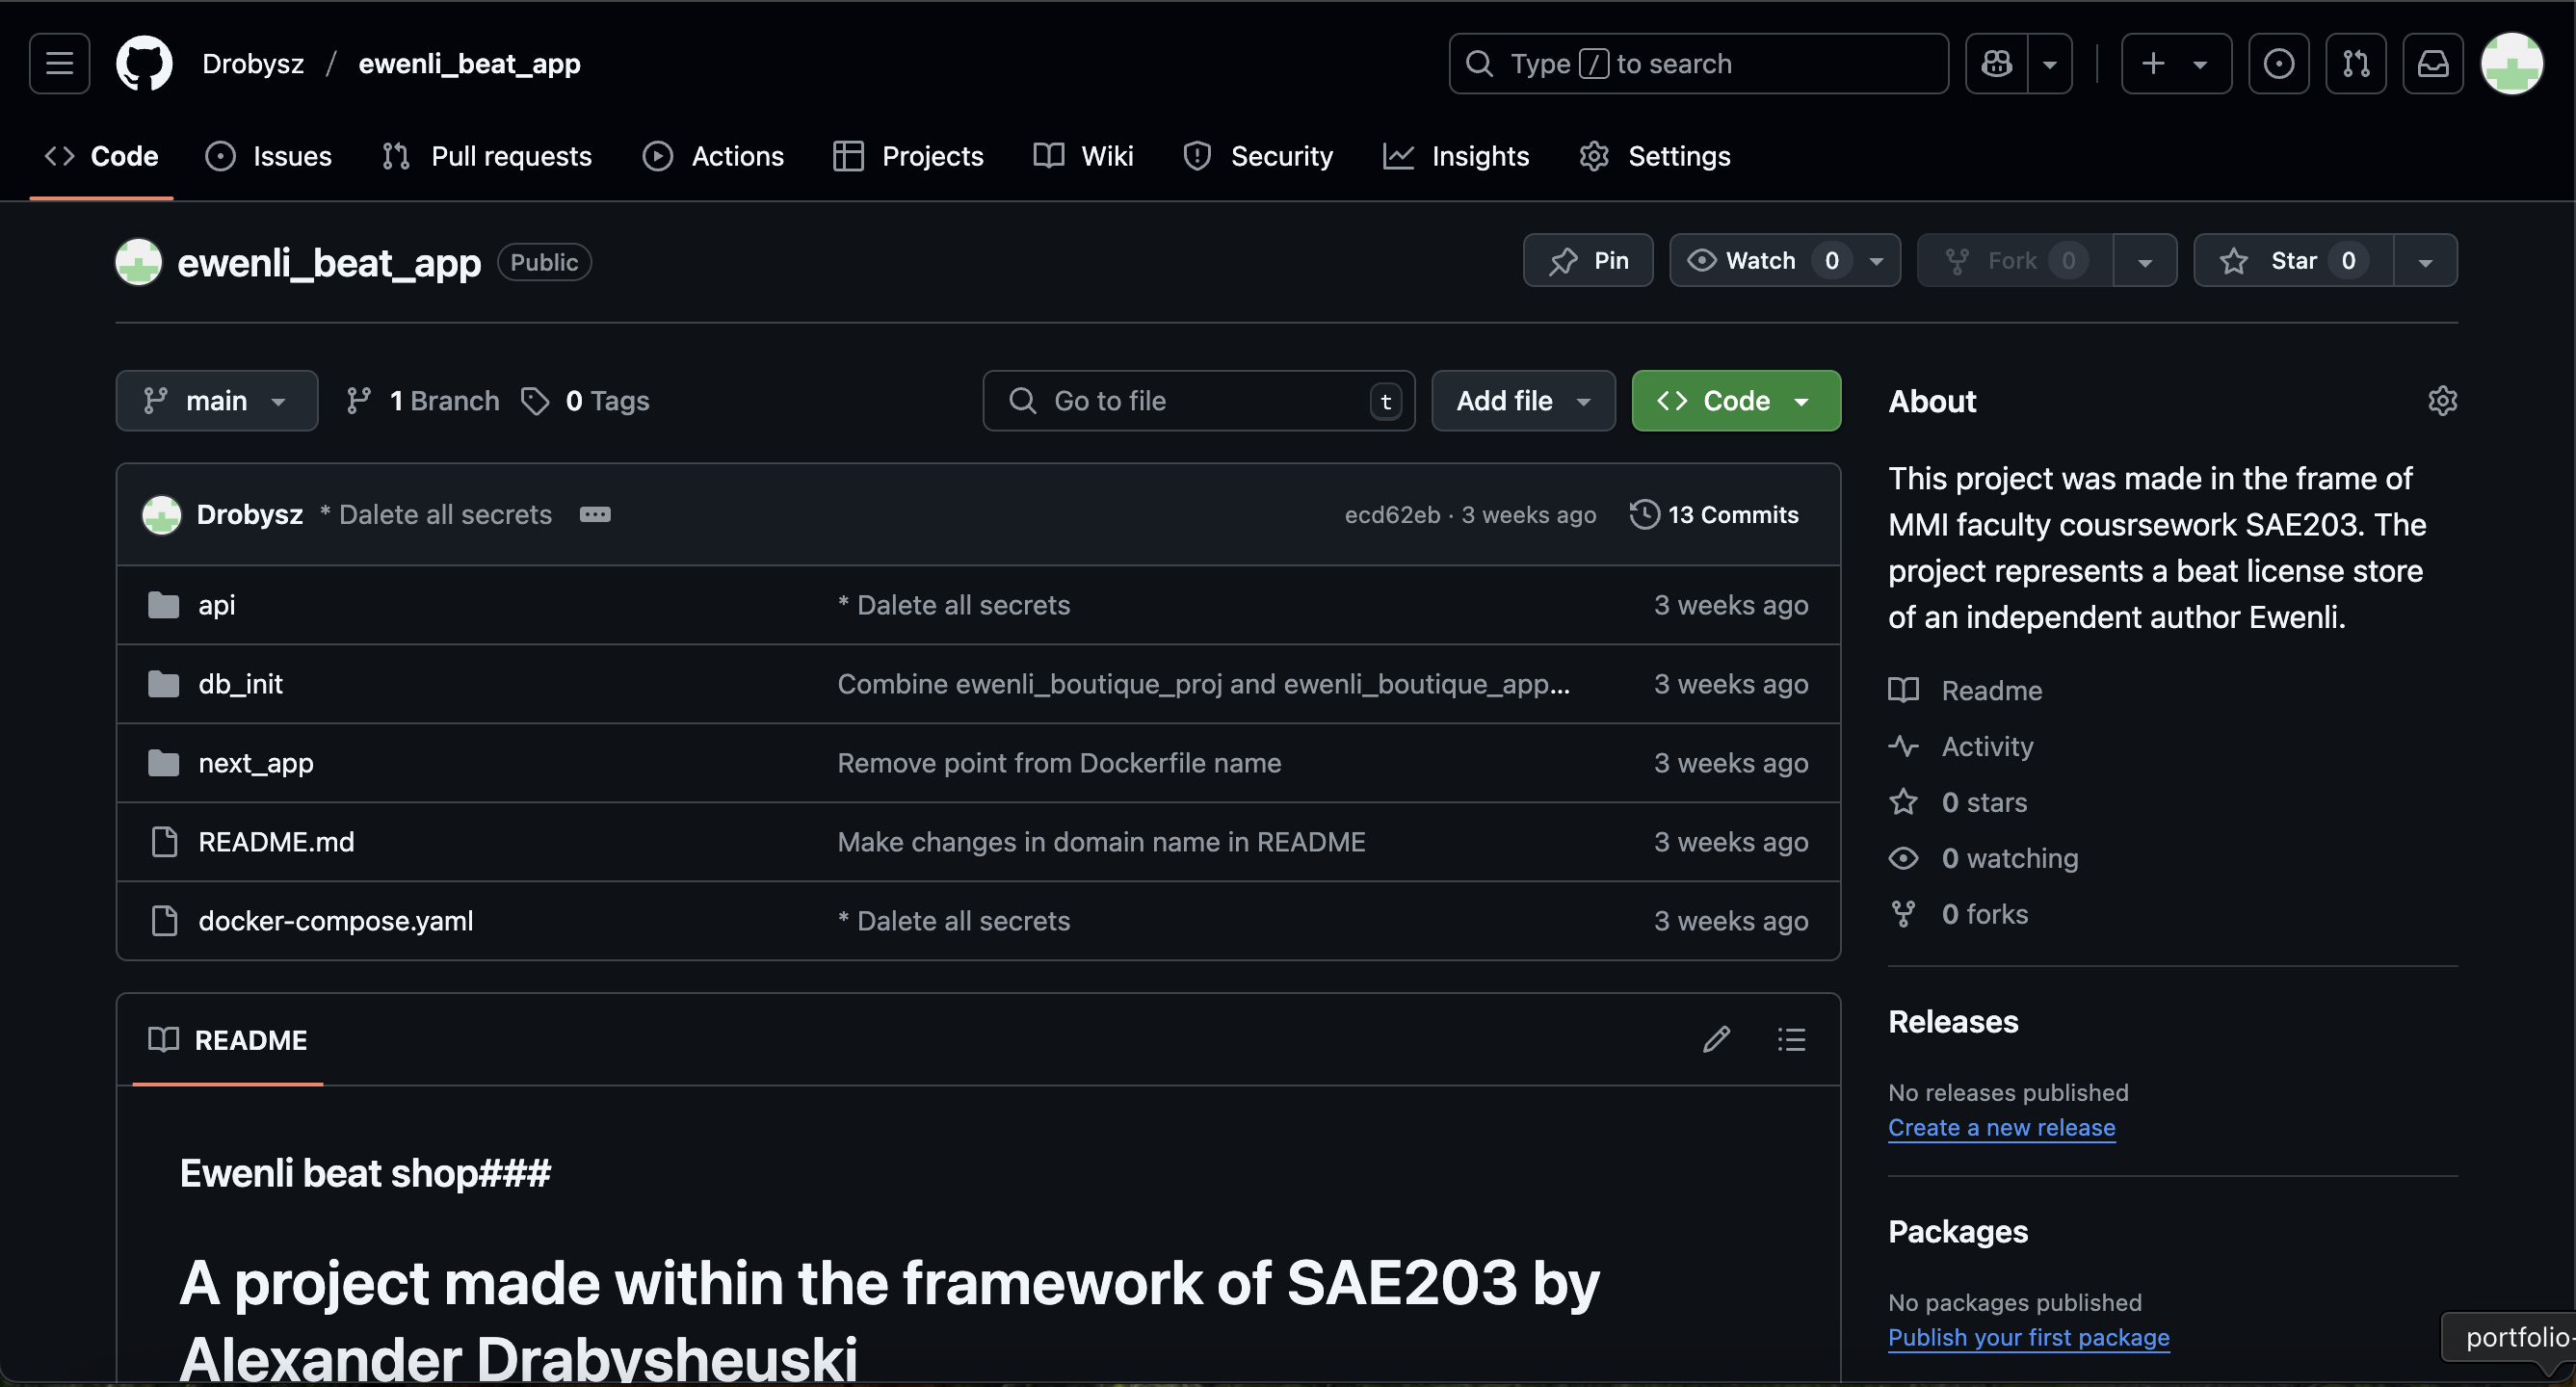 Drobysz / ewenli_beat_app
Type / to search
Code Issues Pull requests Actions Projects Wiki Security Insights Settings
ewenli_beat_app Public
Pin Watch 0 Fork 0 Star 0
main 1 Branch 0 Tags Go to file t Add file Code
Drobysz * Dalete all secrets ecd62eb · 3 weeks ago 13 Commits
api * Dalete all secrets 3 weeks ago
db_init Combine ewenli_boutique_proj and ewenli_boutique_app... 3 weeks ago
next_app Remove point from Dockerfile name 3 weeks ago
README.md Make changes in domain name in README 3 weeks ago
docker-compose.yaml * Dalete all secrets 3 weeks ago
README
Ewenli beat shop###
A project made within the framework of SAE203 by
Alexander Drabysheuski
About
This project was made in the frame of
MMI faculty cousrsework SAE203. The
project represents a beat license store
of an independent author Ewenli.
Readme
Activity
0 stars
0 watching
0 forks
Releases
No releases published
Create a new release
Packages
No packages published
Publish your first package
portfolio-